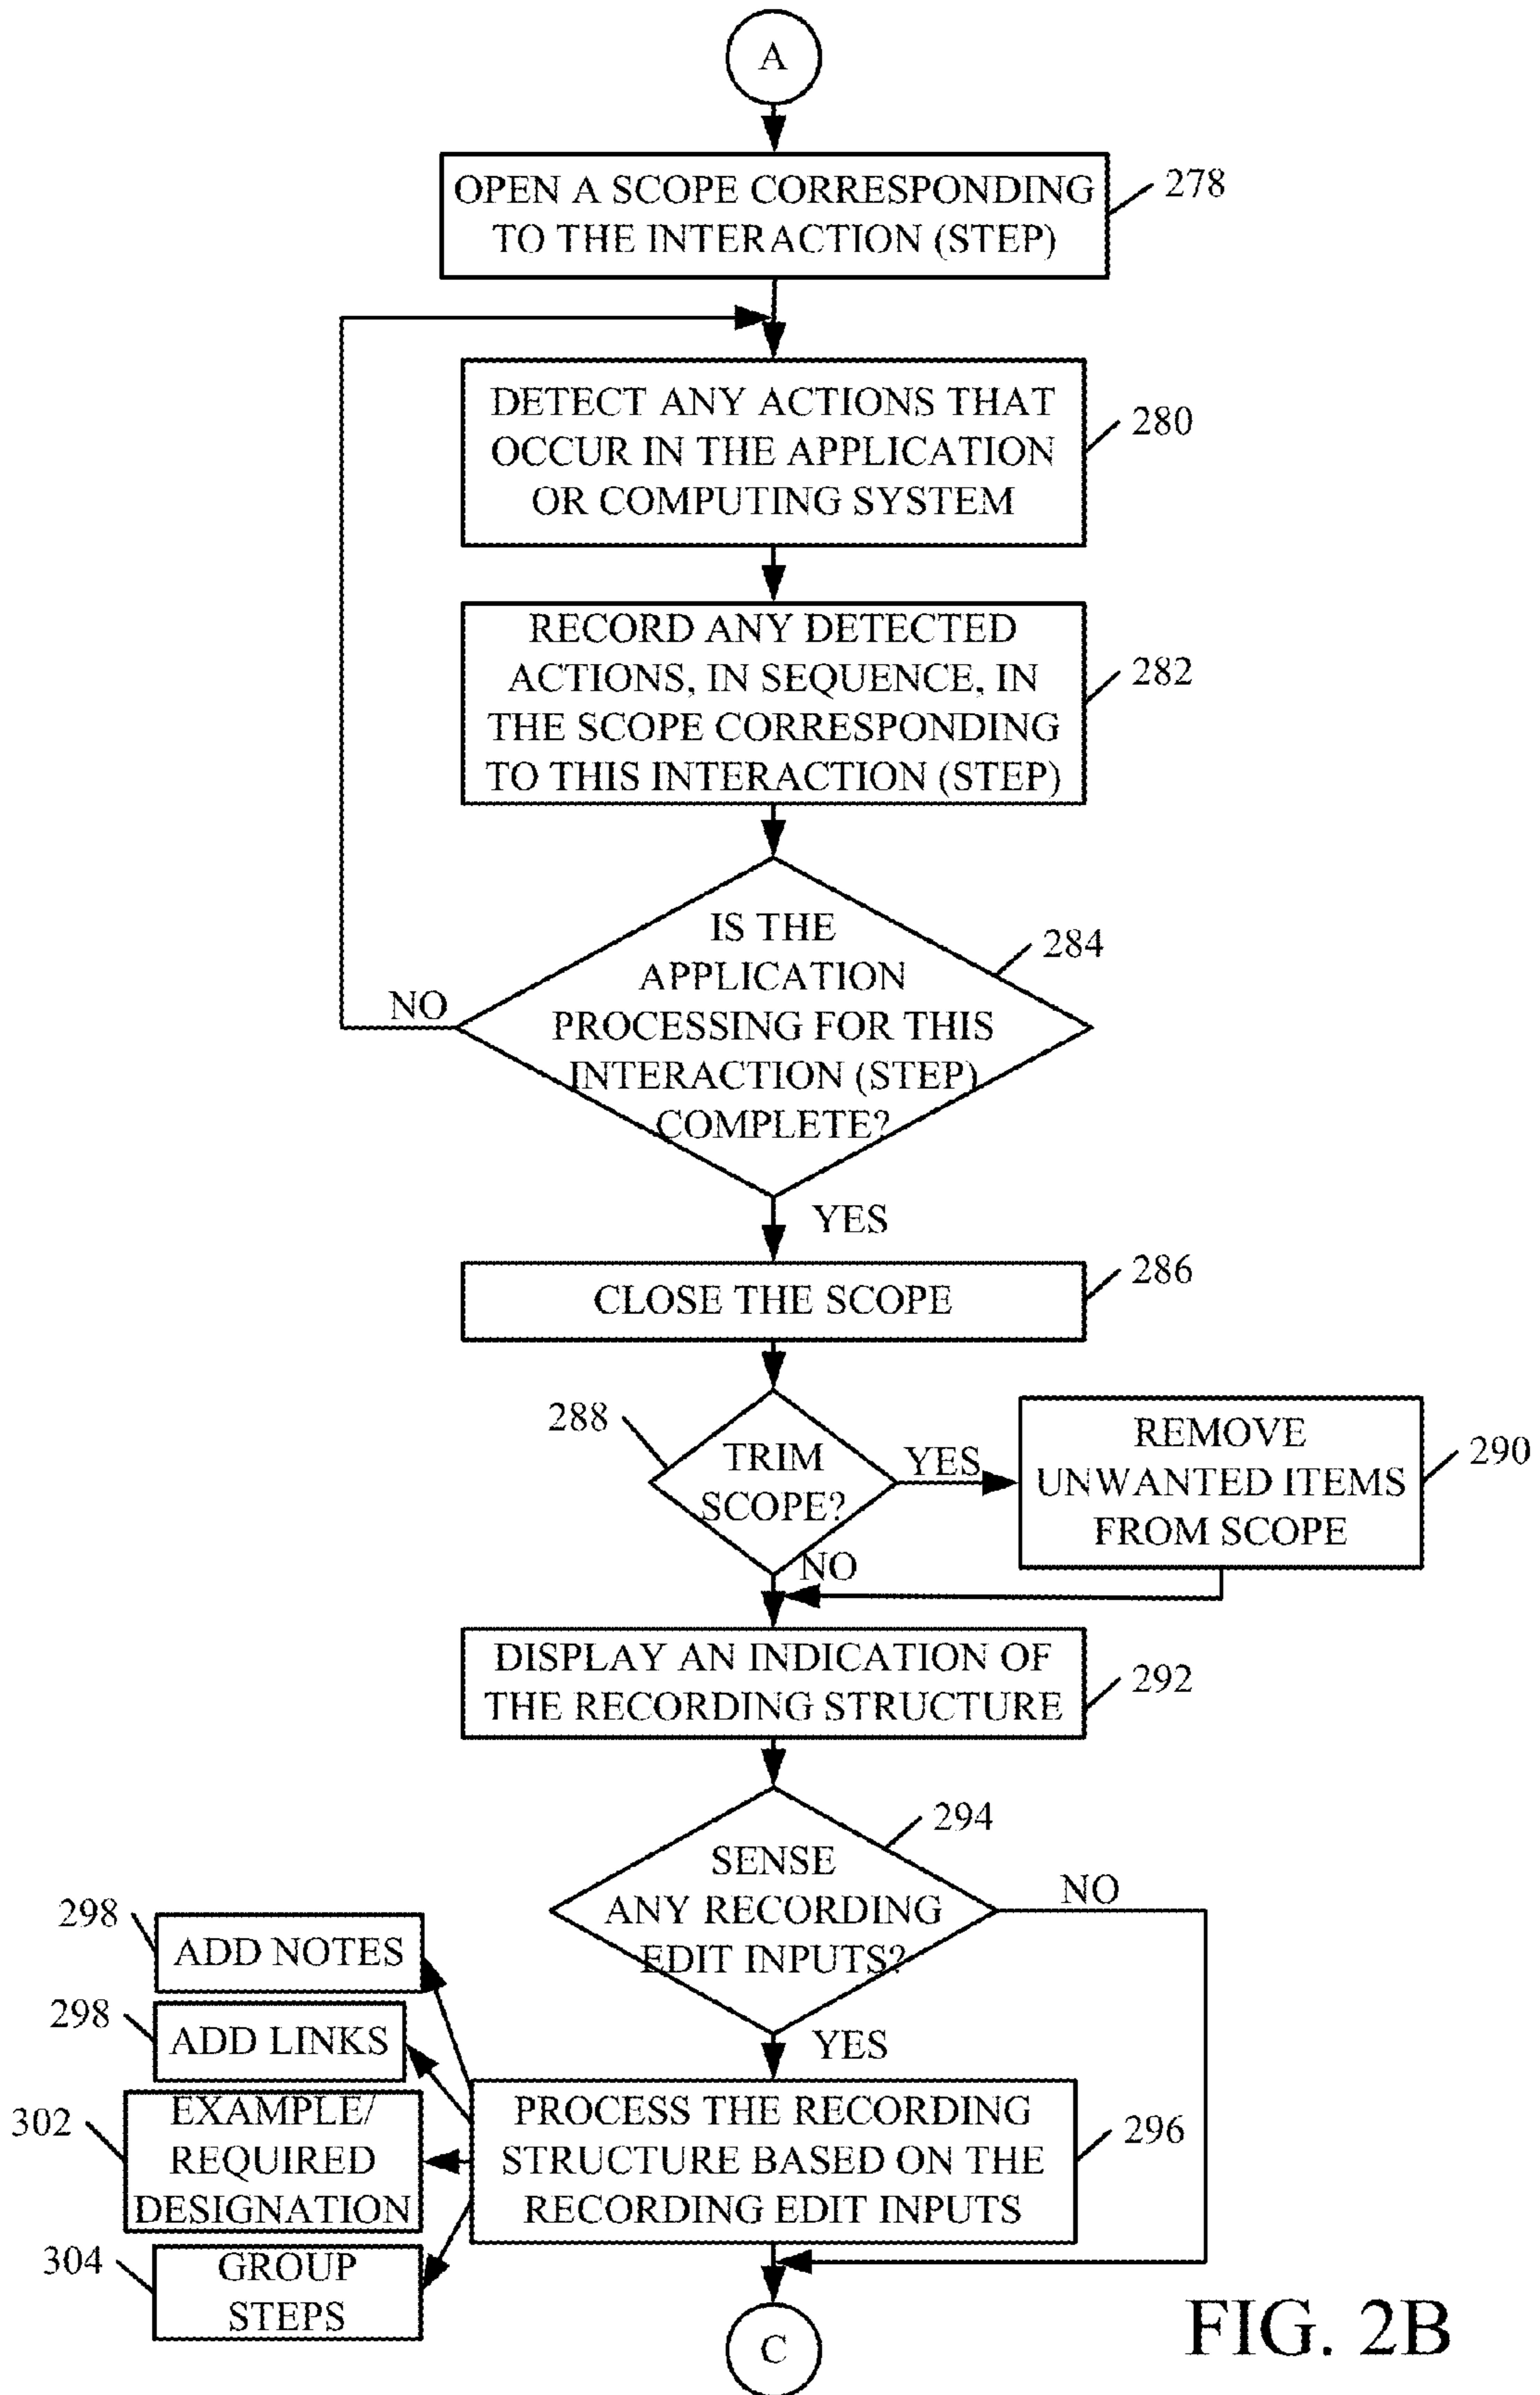 A
OPEN A SCOPE CORRESPONDING
TO THE INTERACTION (STEP)
278
DETECT ANY ACTIONS THAT
OCCUR IN THE APPLICATION
OR COMPUTING SYSTEM
280
RECORD ANY DETECTED
ACTIONS, IN SEQUENCE, IN
THE SCOPE CORRESPONDING
TO THIS INTERACTION (STEP)
282
IS THE
APPLICATION
PROCESSING FOR THIS
INTERACTION (STEP)
COMPLETE?
284
NO
YES
CLOSE THE SCOPE
286
288
TRIM
SCOPE?
YES
REMOVE
UNWANTED ITEMS
FROM SCOPE
290
NO
DISPLAY AN INDICATION OF
THE RECORDING STRUCTURE
292
SENSE
ANY RECORDING
EDIT INPUTS?
294
NO
YES
298
ADD NOTES
298
ADD LINKS
302
EXAMPLE/
REQUIRED
DESIGNATION
304
GROUP
STEPS
PROCESS THE RECORDING
STRUCTURE BASED ON THE
RECORDING EDIT INPUTS
296
C
FIG. 2B